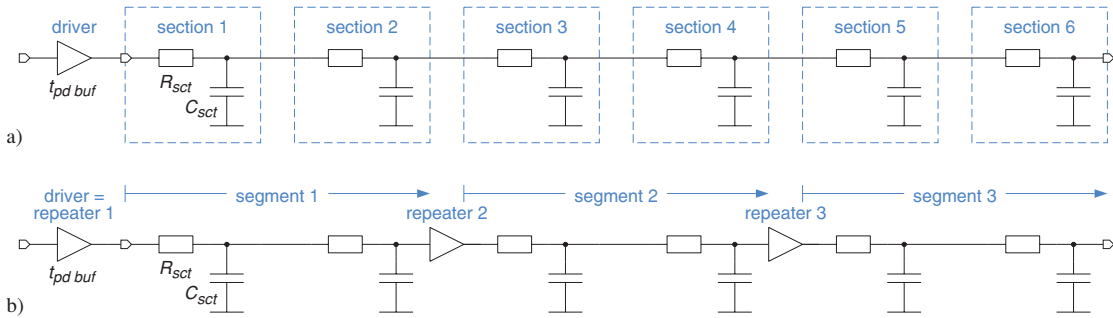 driver
section 1
section 2
section 3
section 4
section 5
section 6
t_pd buf
R_sct
C_sct
a)
driver =
repeater 1
segment 1
repeater 2
segment 2
repeater 3
segment 3
t_pd buf
R_sct
C_sct
b)